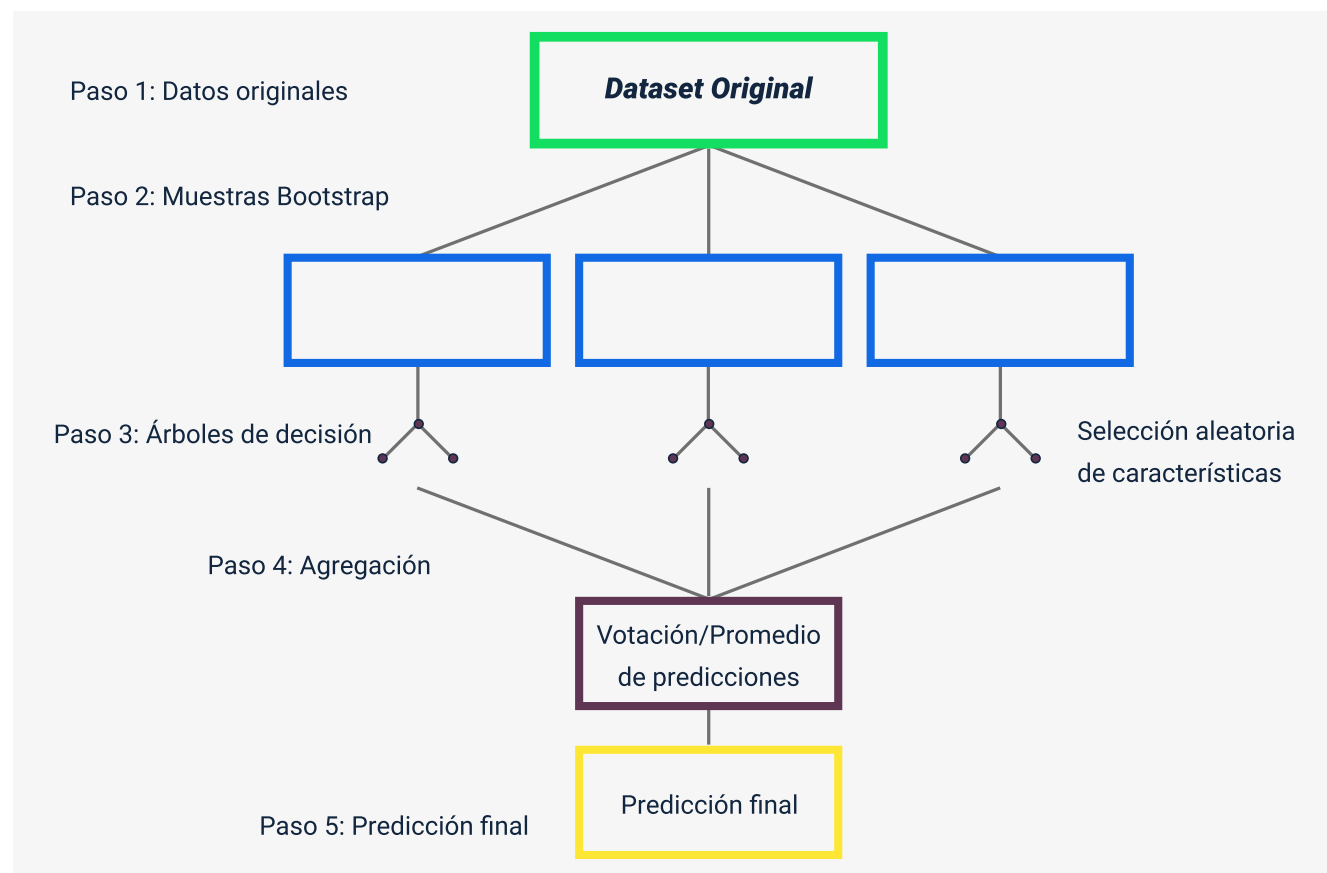 Paso 1: Datos originales
Dataset Original
Paso 2: Muestras Bootstrap
Paso 3: Árboles de decisión
Selección aleatoria
de características
Paso 4: Agregación
Votación/Promedio
de predicciones
Predicción final
Paso 5: Predicción final